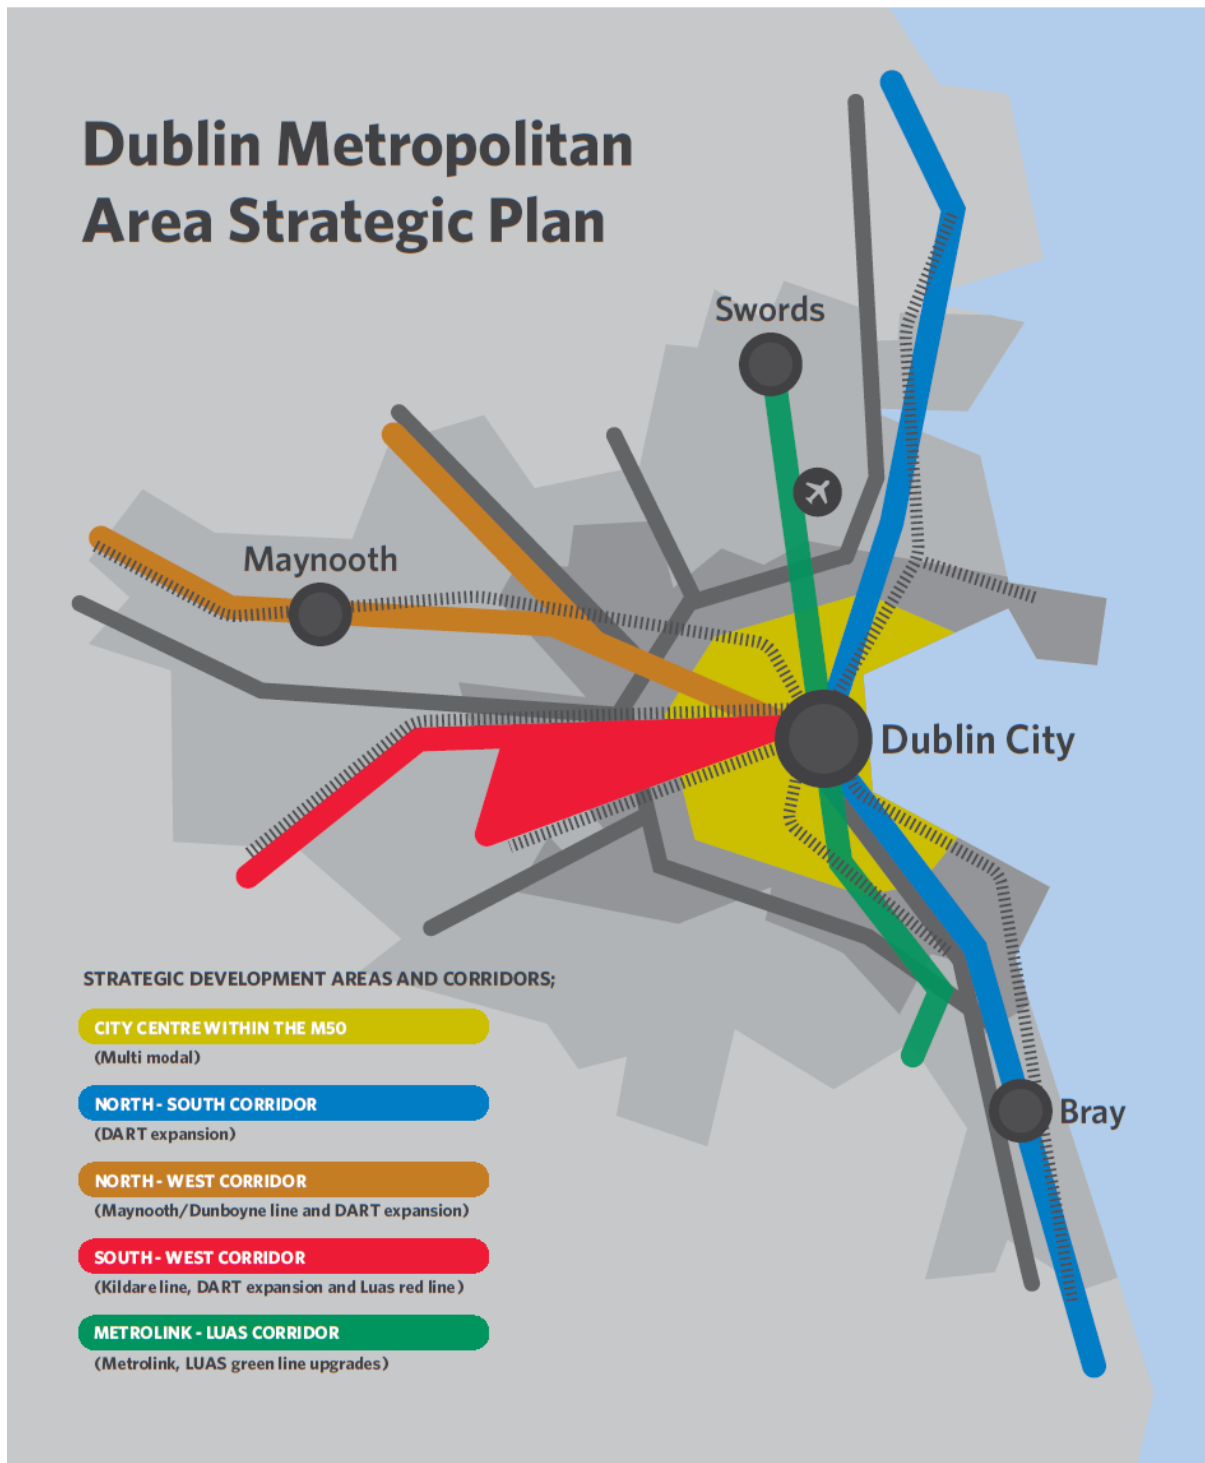 Dublin Metropolitan
Area Strategic Plan
Swords
Maynooth
Dublin City
Bray
STRATEGIC DEVELOPMENT AREAS AND CORRIDORS;
CITY CENTRE WITHIN THE M50
(Multi modal)
NORTH - SOUTH CORRIDOR
(DART expansion)
NORTH - WEST CORRIDOR
(Maynooth/Dunboyne line and DART expansion)
SOUTH - WEST CORRIDOR
(Kildare line, DART expansion and Luas red line)
METROLINK - LUAS CORRIDOR
(Metrolink, LUAS green line upgrades)